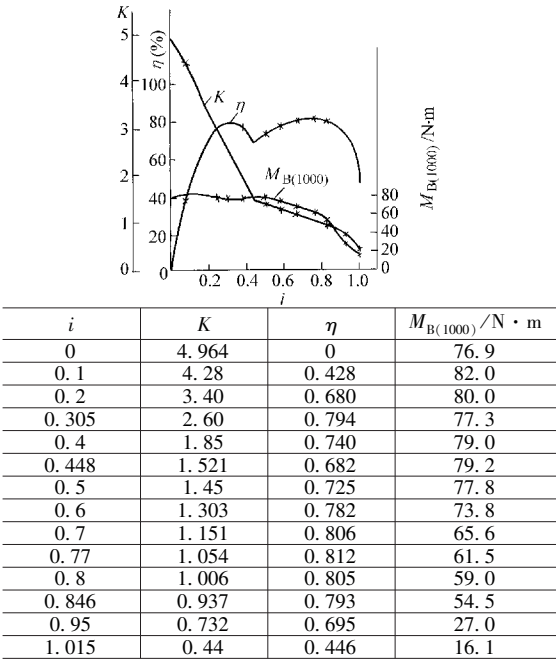 K
η(%)
M_B(1000)/N·m
5
4
3
2
1
0
100
80
60
40
20
0
K
η
M_B(1000)
80
60
40
20
0
0.2 0.4 0.6 0.8 1.0
i
i K η M_B(1000)/N·m
0 4.964 0 76.9
0.1 4.28 0.428 82.0
0.2 3.40 0.680 80.0
0.305 2.60 0.794 77.3
0.4 1.85 0.740 79.0
0.448 1.521 0.682 79.2
0.5 1.45 0.725 77.8
0.6 1.303 0.782 73.8
0.7 1.151 0.806 65.6
0.77 1.054 0.812 61.5
0.8 1.006 0.805 59.0
0.846 0.937 0.793 54.5
0.95 0.732 0.695 27.0
1.015 0.44 0.446 16.1